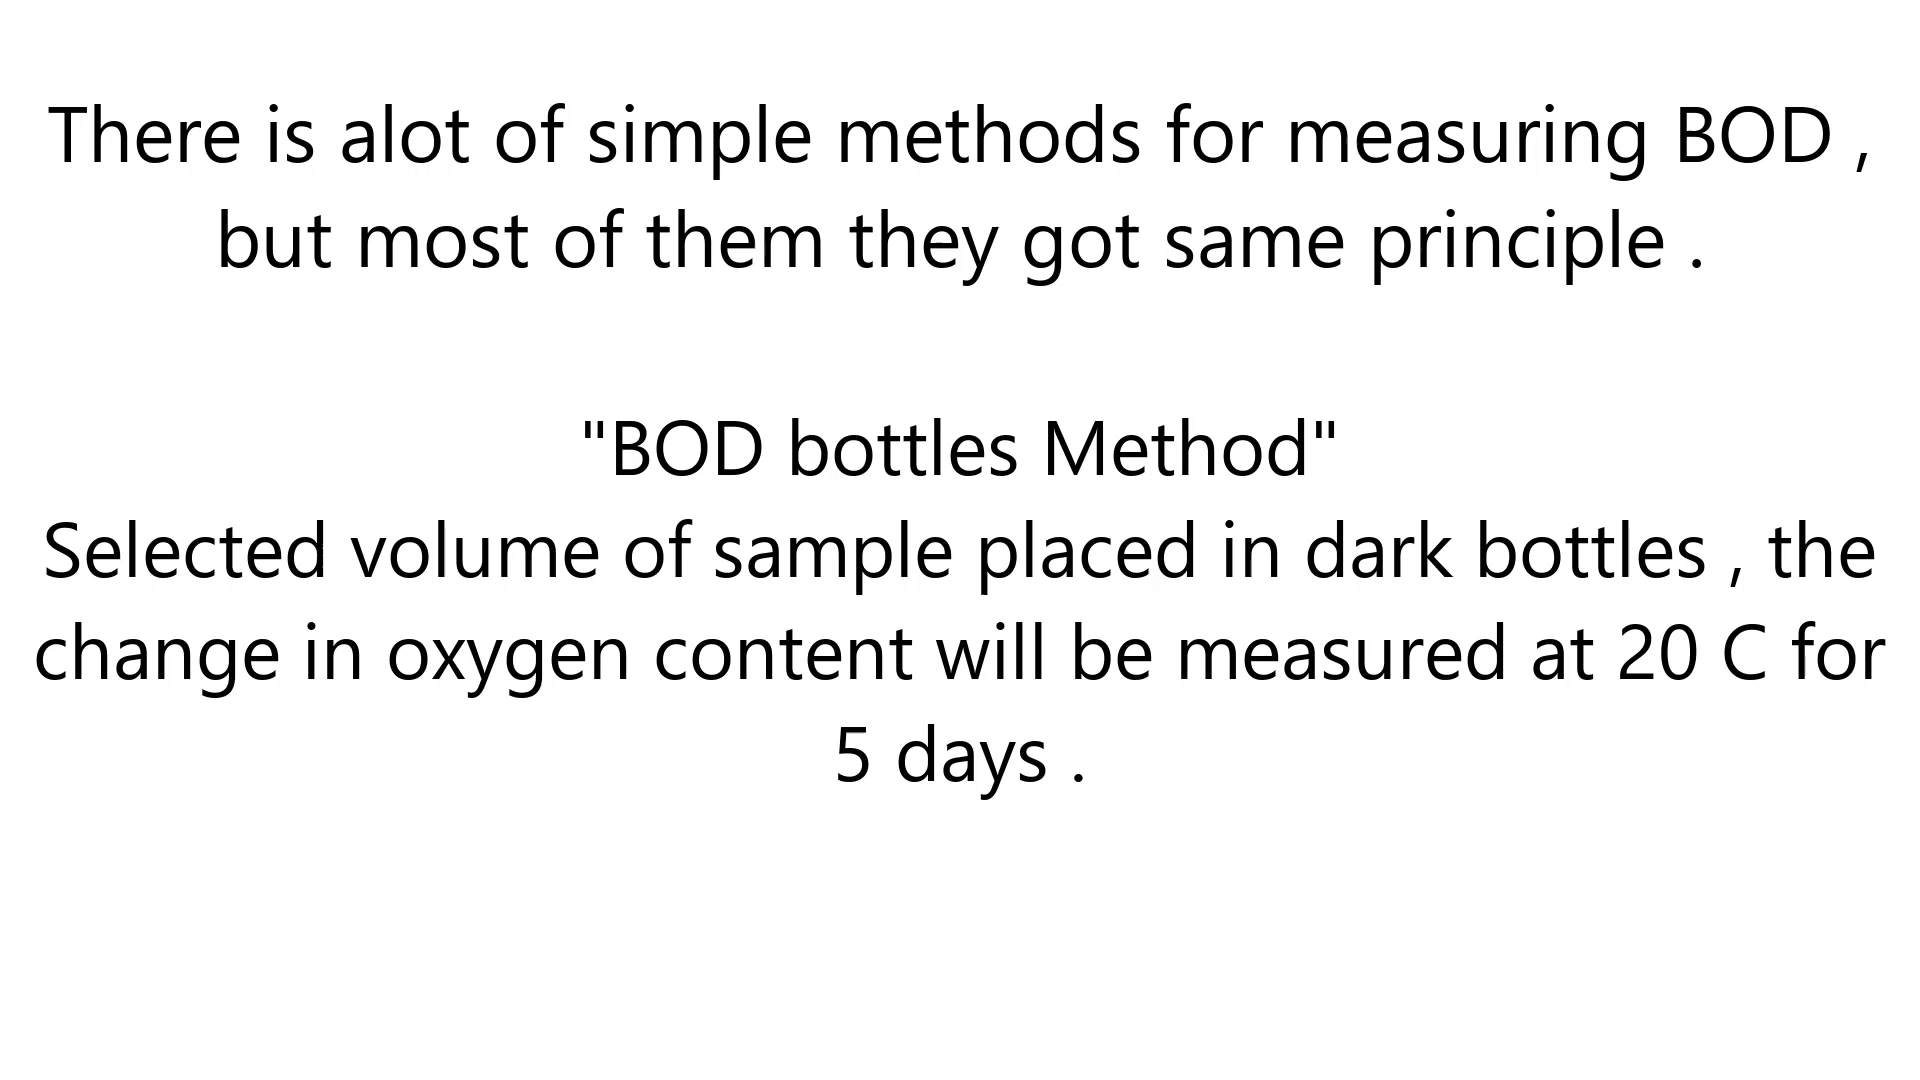 There is alot of simple methods for measuring BOD ,
but most of them they got same principle .
"BOD bottles Method"
Selected volume of sample placed in dark bottles , the
change in oxygen content will be measured at 20 C for
5 days .